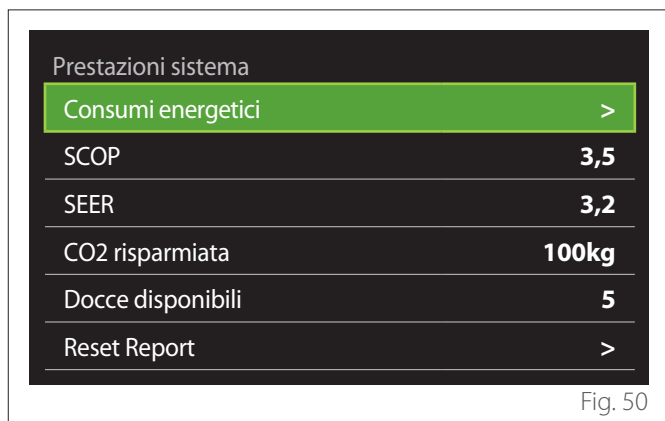 Prestazioni sistema
Consumi energetici >
SCOP 3,5
SEER 3,2
CO2 risparmiata 100kg
Docce disponibili 5
Reset Report >
Fig. 50